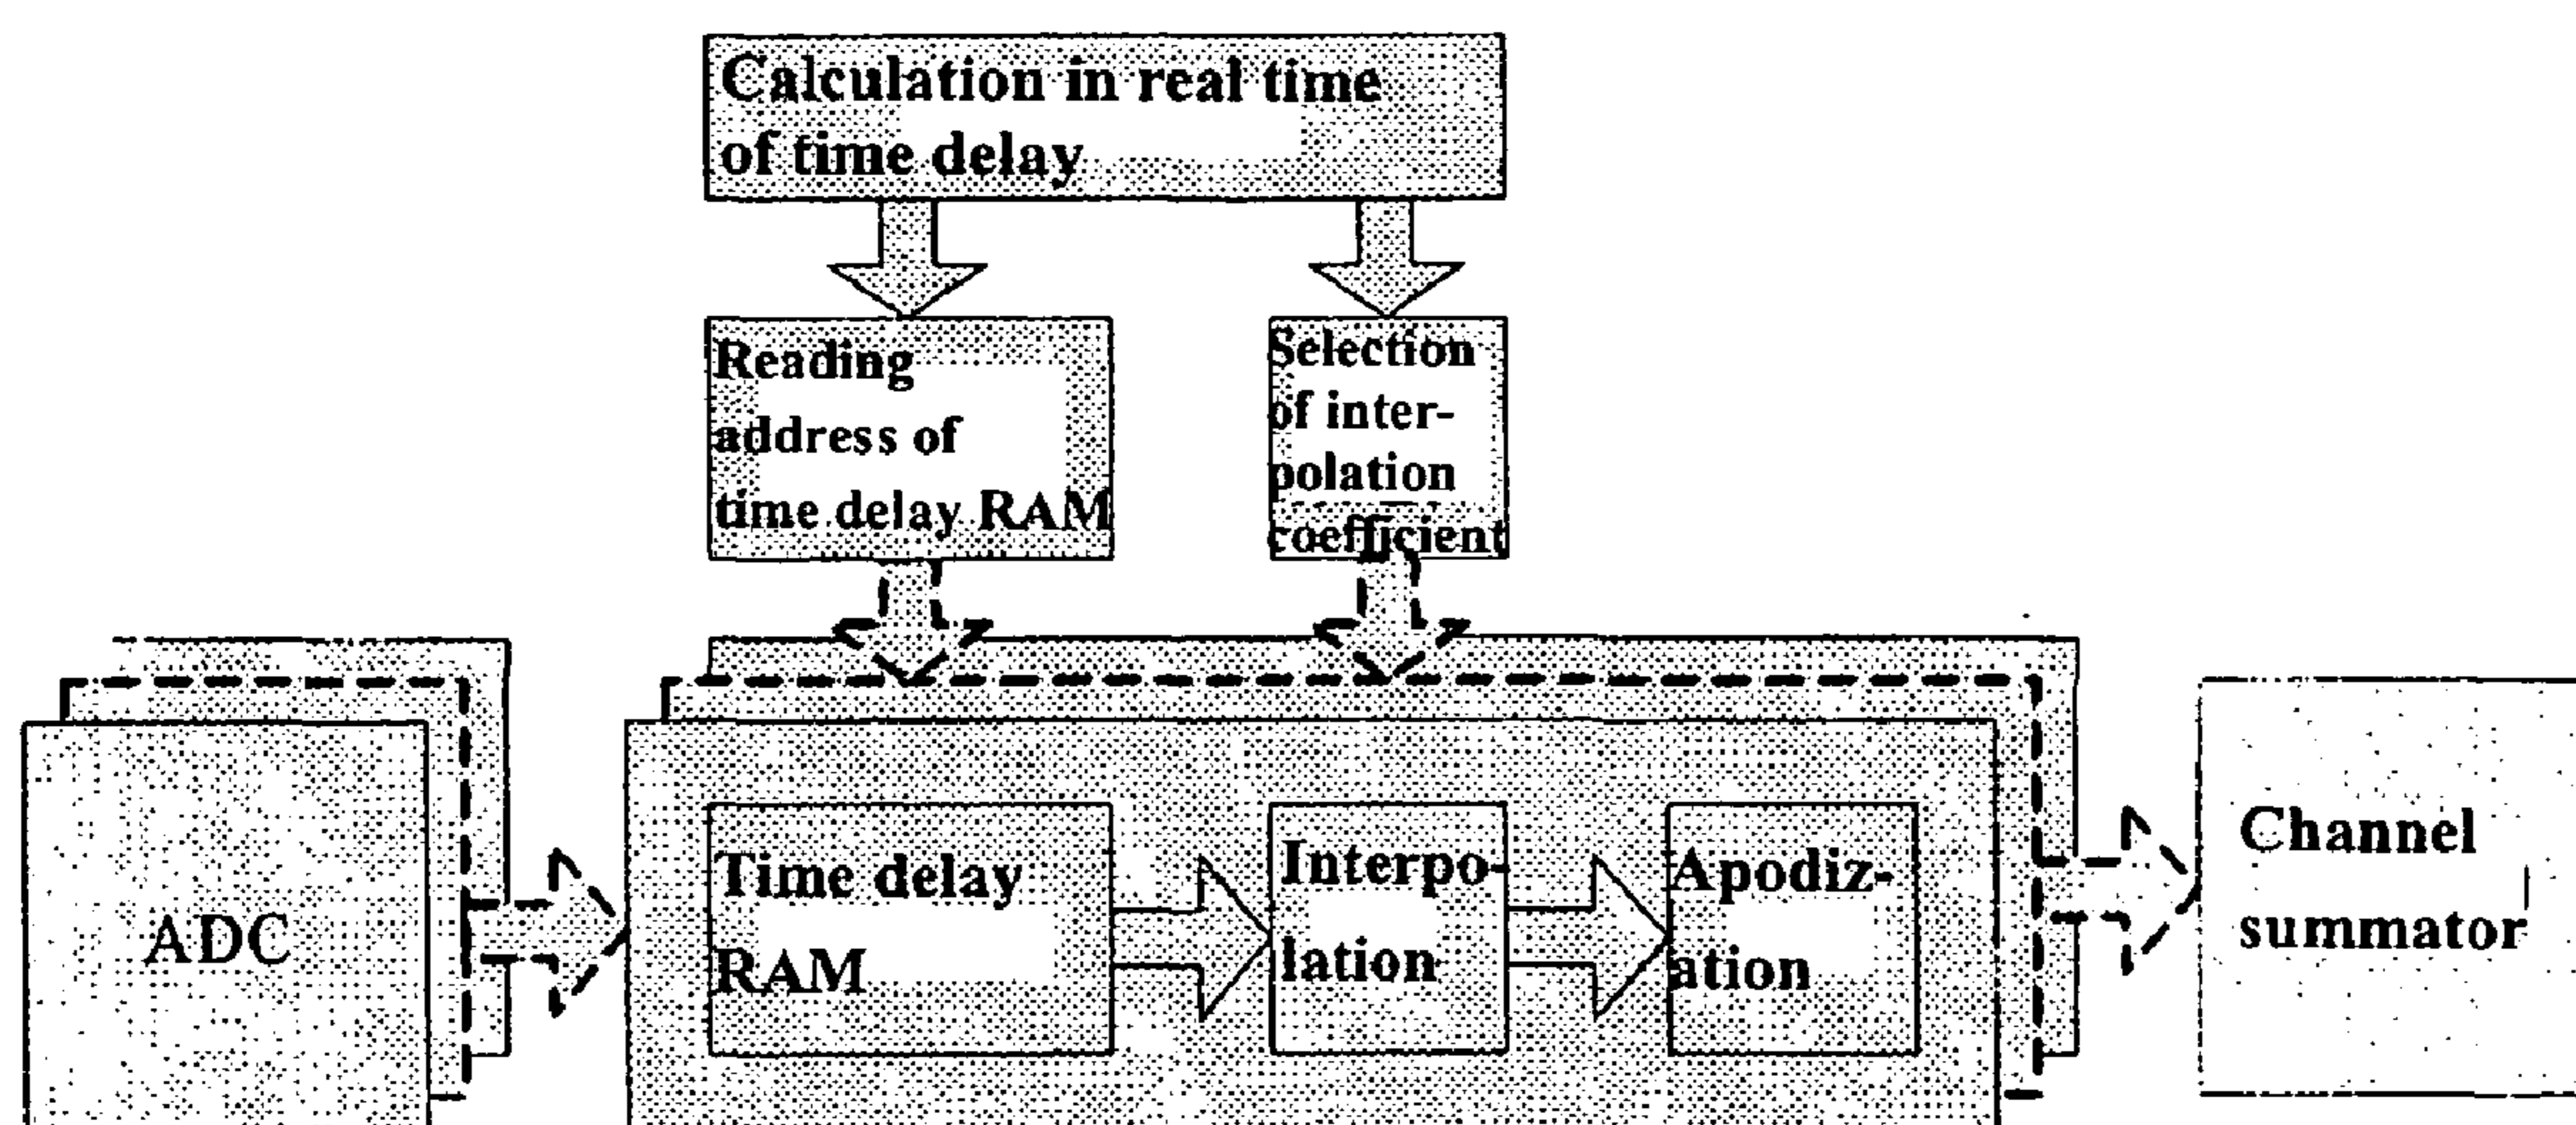 Calculation in real time
of time delay
Reading
address of
time delay RAM
Selection
of inter-
polation
coefficient
ADC
Time delay
RAM
Interpo-
lation
Apodiz-
ation
Channel
summator